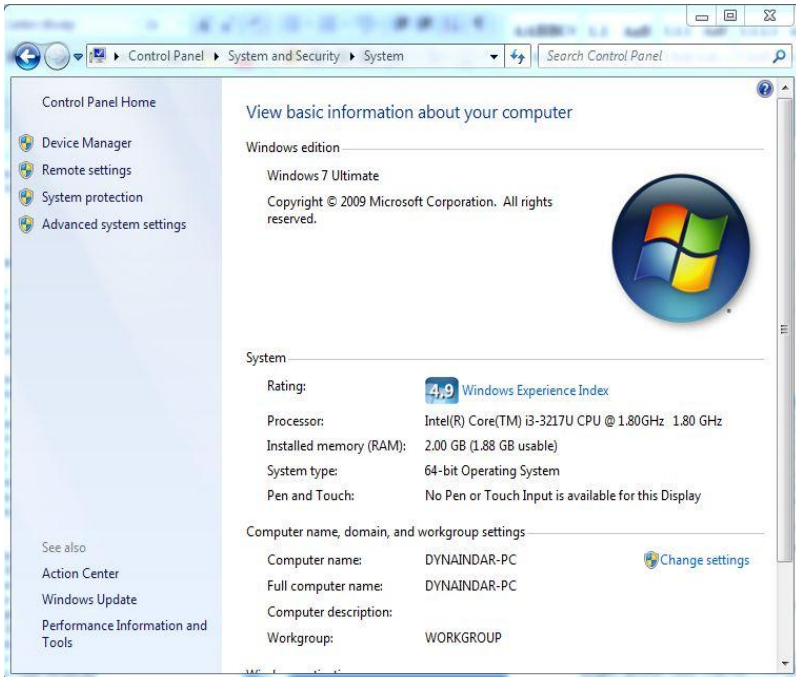 Control Panel ▸ System and Security ▸ System
Search Control Panel
Control Panel Home
Device Manager
Remote settings
System protection
Advanced system settings
See also
Action Center
Windows Update
Performance Information and
Tools
View basic information about your computer
Windows edition
Windows 7 Ultimate
Copyright © 2009 Microsoft Corporation. All rights
reserved.
System
Rating: 4,9 Windows Experience Index
Processor: Intel(R) Core(TM) i3-3217U CPU @ 1.80GHz 1.80 GHz
Installed memory (RAM): 2.00 GB (1.88 GB usable)
System type: 64-bit Operating System
Pen and Touch: No Pen or Touch Input is available for this Display
Computer name, domain, and workgroup settings
Computer name: DYNAINDAR-PC Change settings
Full computer name: DYNAINDAR-PC
Computer description:
Workgroup: WORKGROUP